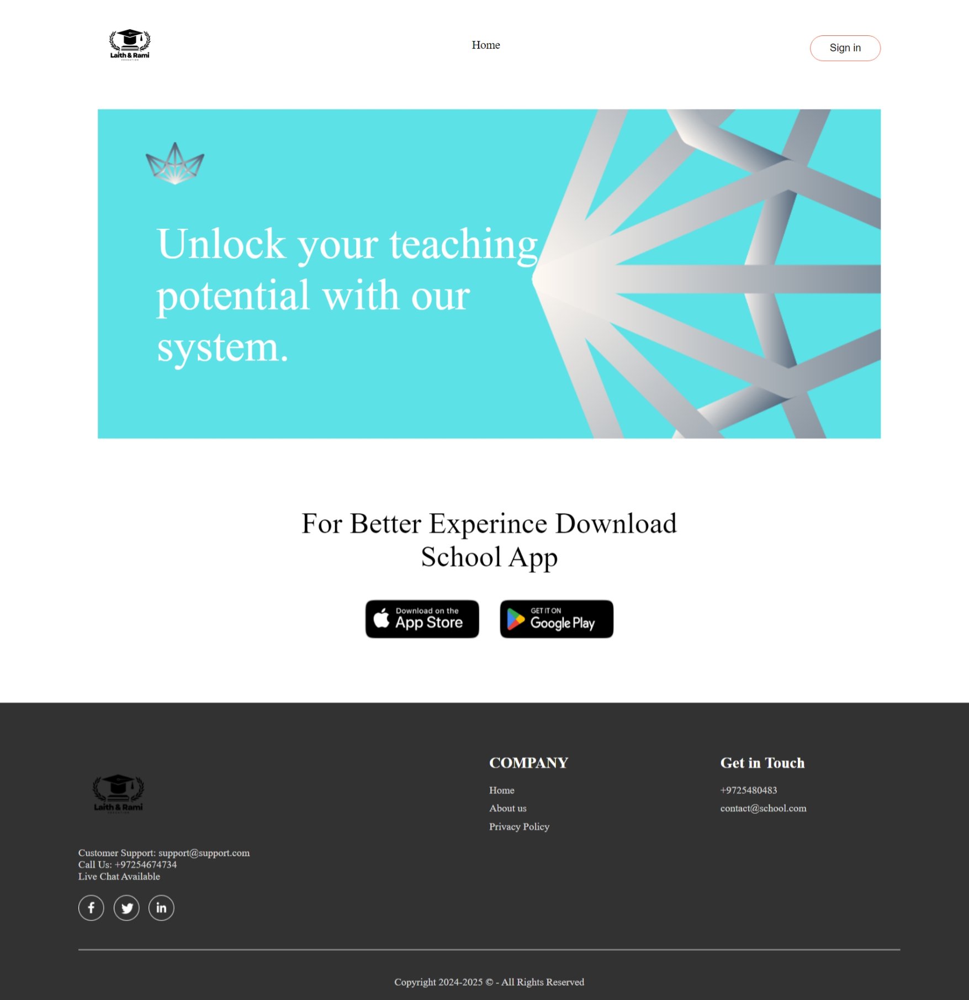 Laith & Rami
EDUCATION
Home
Sign in
Unlock your teaching
potential with our
system.
For Better Experince Download
School App
Download on the
App Store
GET IT ON
Google Play
Laith & Rami
EDUCATION
Customer Support: support@support.com
Call Us: +97254674734
Live Chat Available
f
in
COMPANY
Home
About us
Privacy Policy
Get in Touch
+9725480483
contact@school.com
Copyright 2024-2025 © - All Rights Reserved